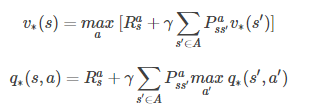 v_*(s) = max_a [R_s^a + γ ∑_{s'∈A} P_{ss'}^a v_*(s')]
q_*(s,a) = R_s^a + γ ∑_{s'∈A} P_{ss'}^a max_{a'} q_*(s',a')